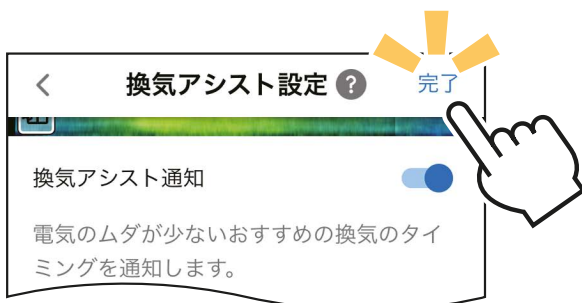 換気アシスト設定 ? 完了
換気アシスト通知
電気のムダが少ないおすすめの換気のタイ
ミングを通知します。